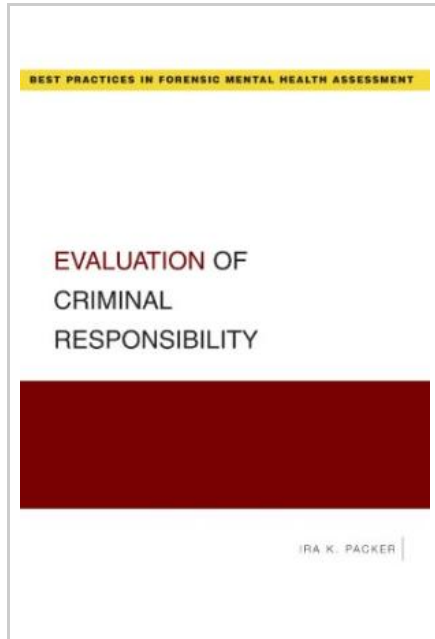 BEST PRACTICES IN FORENSIC MENTAL HEALTH ASSESSMENT
EVALUATION OF
CRIMINAL
RESPONSIBILITY
IRA K. PACKER